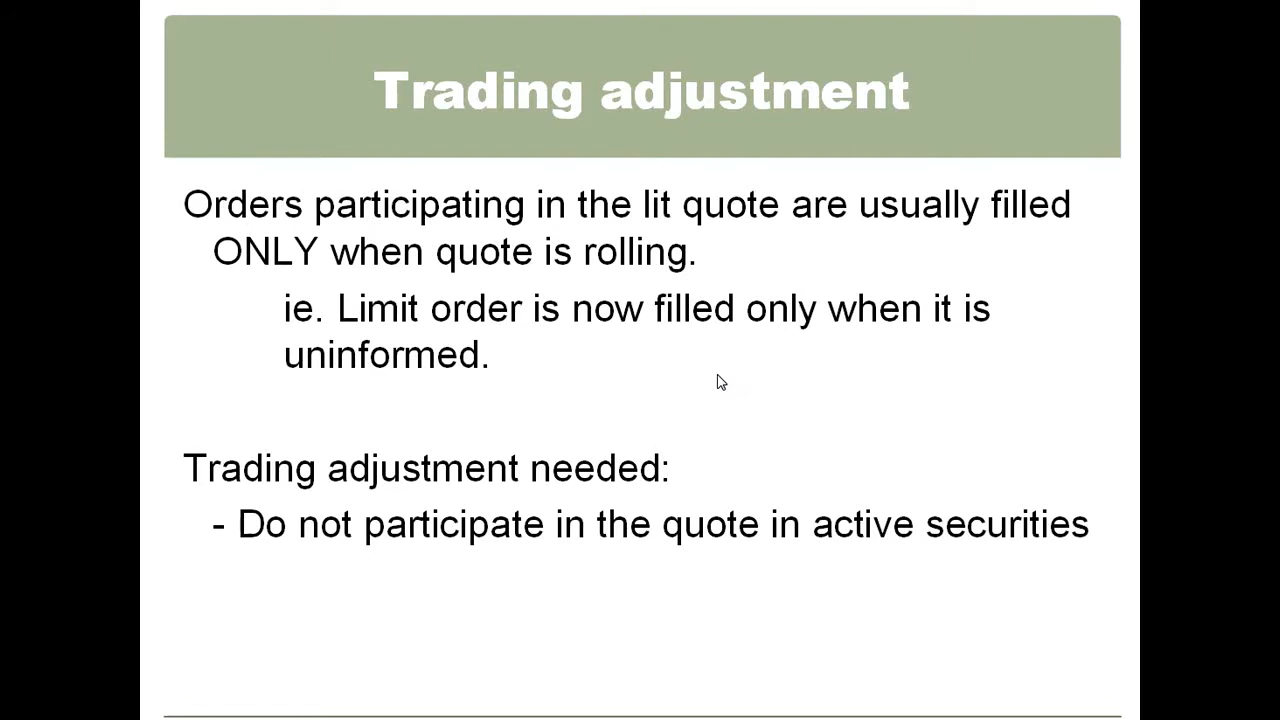 Trading adjustment
Orders participating in the lit quote are usually filled
ONLY when quote is rolling.
ie. Limit order is now filled only when it is
uninformed.
Trading adjustment needed:
- Do not participate in the quote in active securities